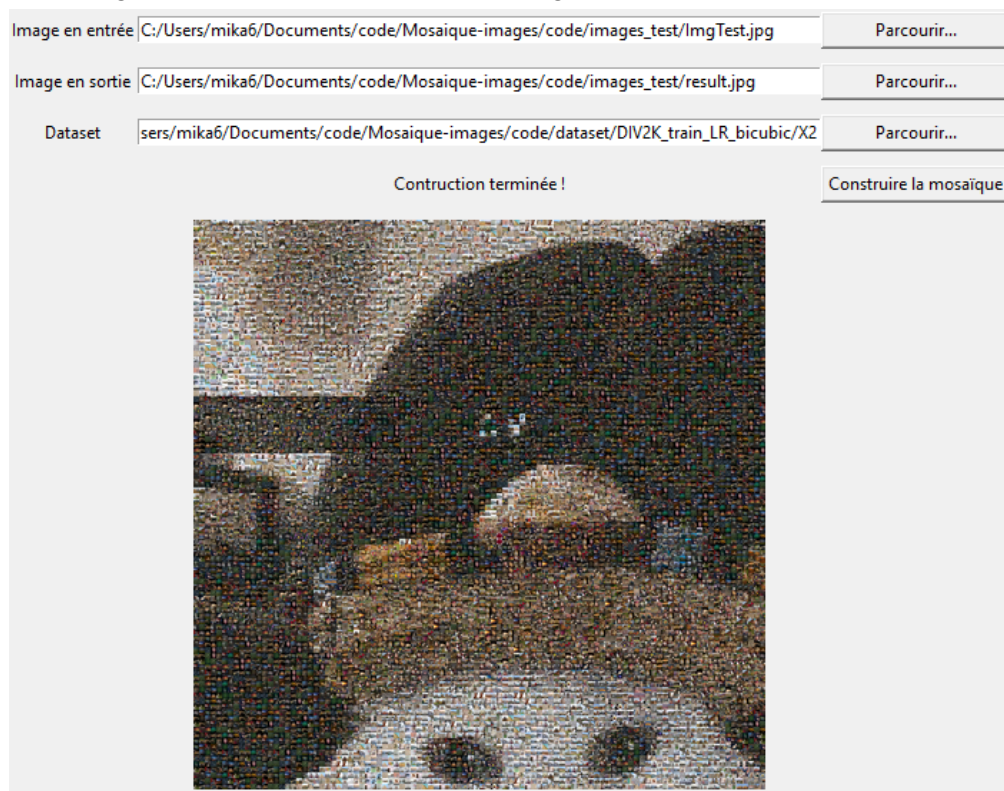 Image en entrée C:/Users/mika6/Documents/code/Mosaique-images/code/images_test/ImgTest.jpg Parcourir...
Image en sortie C:/Users/mika6/Documents/code/Mosaique-images/code/images_test/result.jpg Parcourir...
Dataset sers/mika6/Documents/code/Mosaique-images/code/dataset/DIV2K_train_LR_bicubic/X2 Parcourir...
Contruction terminée ! Construire la mosaïque